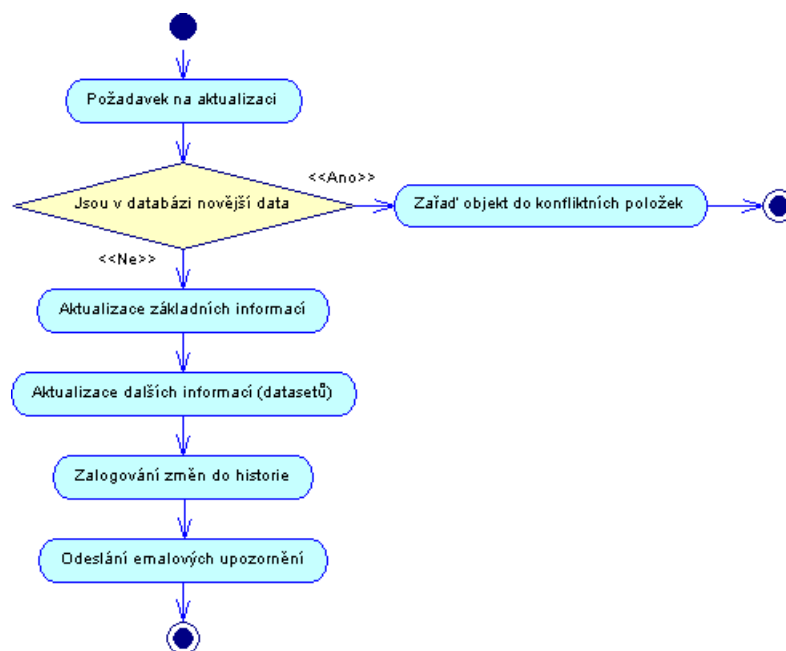 Požadavek na aktualizaci
<<Ano>>
Jsou v databázi novější data
Zařaď objekt do konfliktních položek
<<Ne>>
Aktualizace základních informací
Aktualizace dalších informací (datasetů)
Zalogování změn do historie
Odeslání emalových upozornění